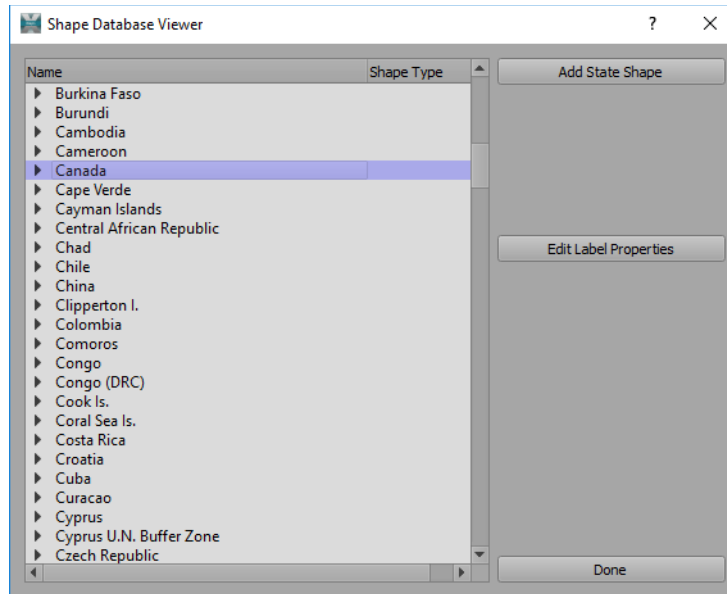 Shape Database Viewer
?
Name Shape Type
Add State Shape
Burkina Faso
Burundi
Cambodia
Cameroon
Canada
Cape Verde
Cayman Islands
Central African Republic
Chad
Edit Label Properties
Chile
China
Clipperton I.
Colombia
Comoros
Congo
Congo (DRC)
Cook Is.
Coral Sea Is.
Costa Rica
Croatia
Cuba
Curacao
Cyprus
Cyprus U.N. Buffer Zone
Czech Republic
Done